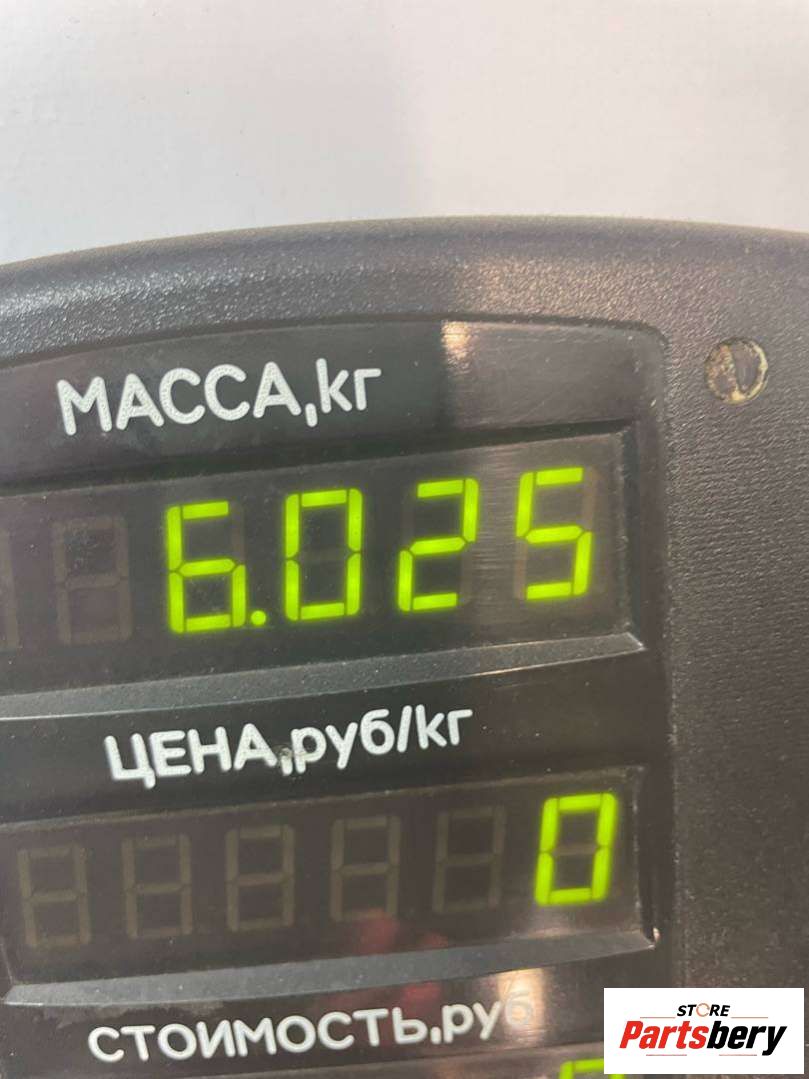 МАССА,кг
6.025
ЦЕНА,руб/кг
0
СТОИМОСТЬ,руб
STORE
Partsbery